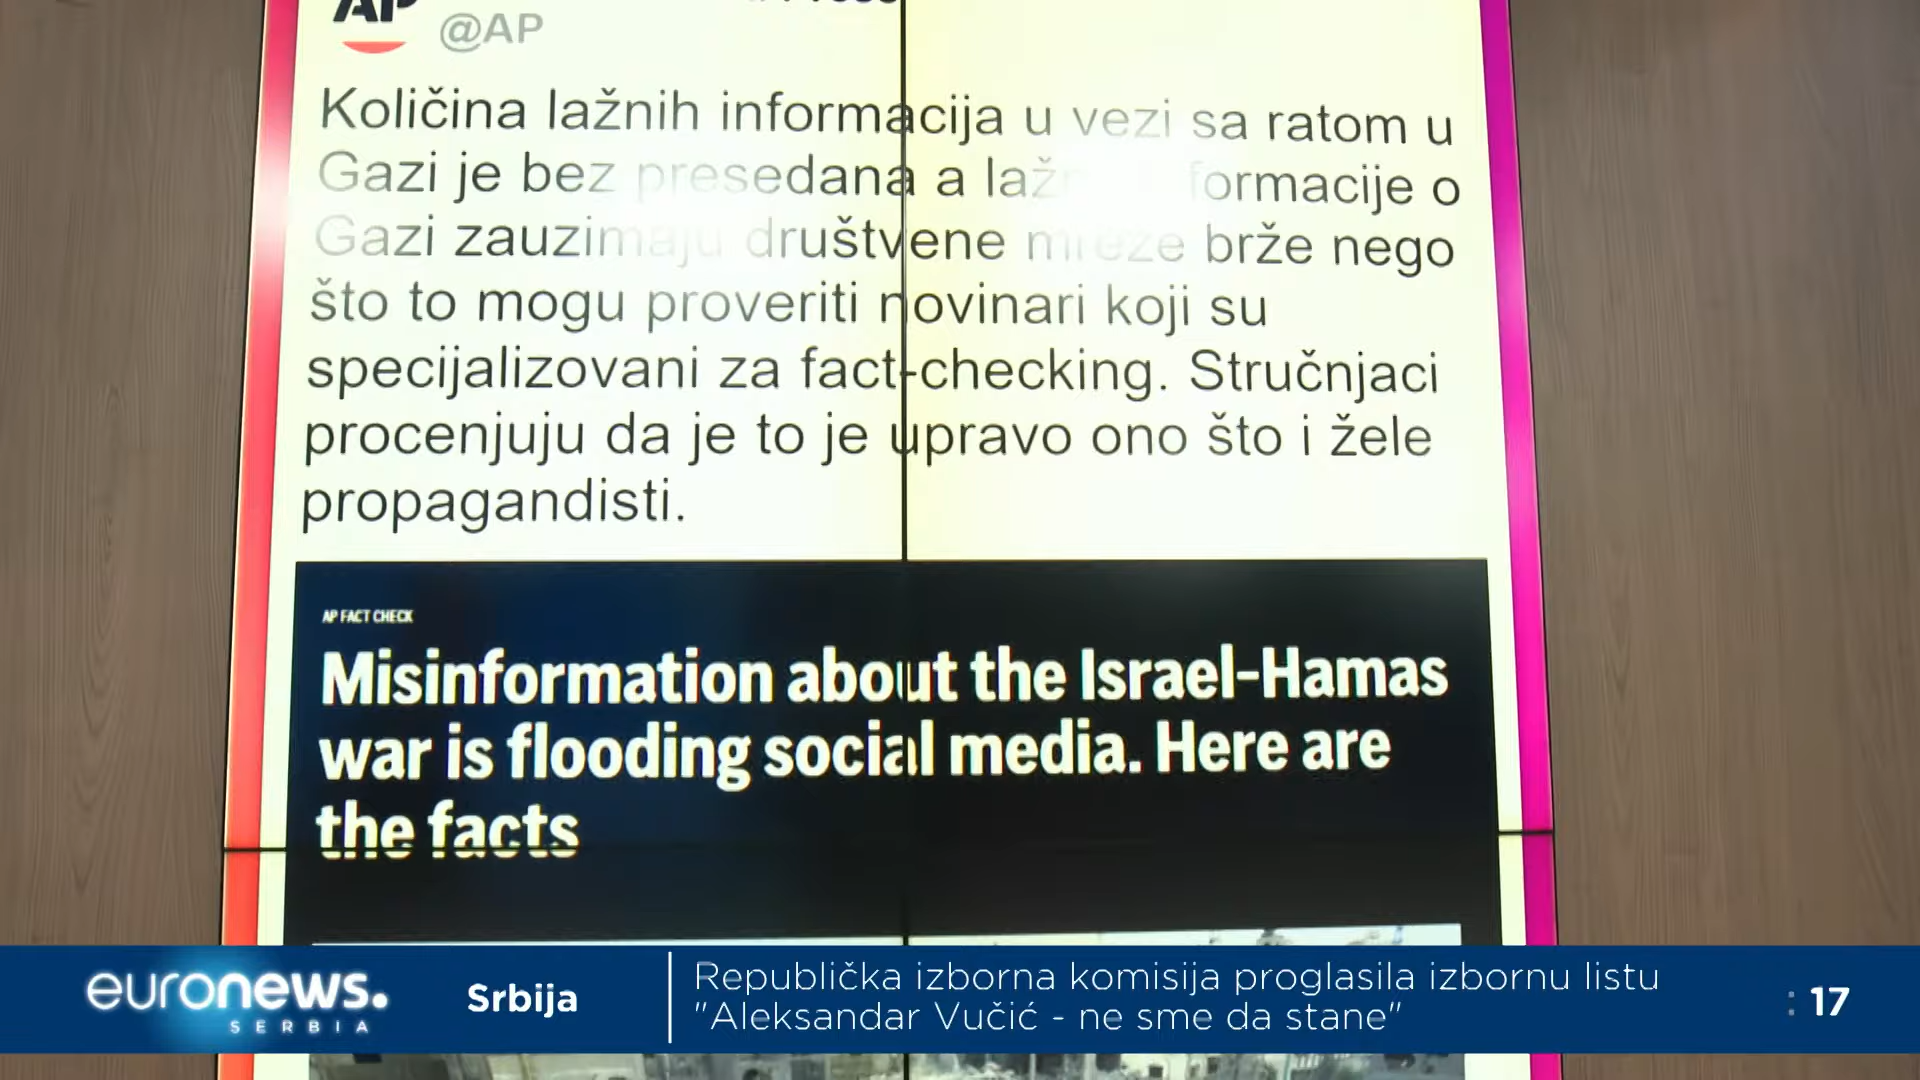 AP
@AP
Količina lažnih informacija u vezi sa ratom u
Gazi je bez presedana a formacije o
Gazi zauzimaju društvene mreže brže nego
što to mogu proveriti novinari koji su
specijalizovani za fact-checking. Stručnjaci
procenjuju da je to je upravo ono što i žele
propagandisti.
AP FACT CHECK
Misinformation about the Israel-Hamas
war is flooding social media. Here are
the facts
euronews.
SERBIA
Srbija
Republička izborna komisija proglasila izbornu listu
"Aleksandar Vučić - ne sme da stane"
: 17